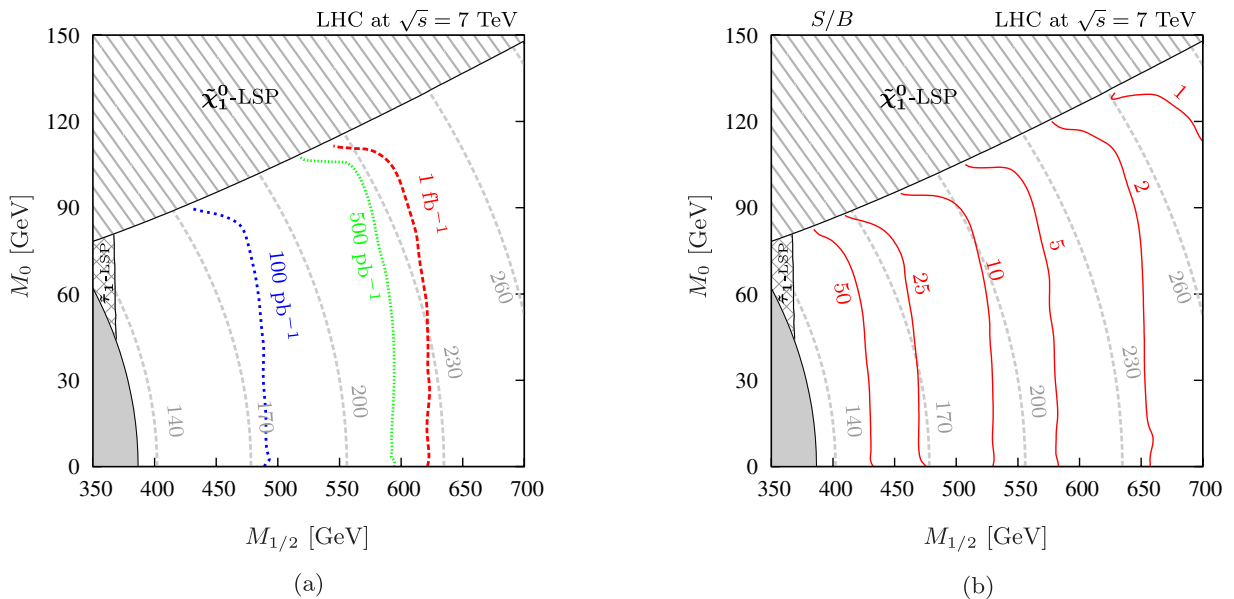 LHC at √s = 7 TeV
150
120
90
60
30
0
M₀ [GeV]
χ̃₁⁰-LSP
τ̃₁-LSP
100 pb⁻¹
500 pb⁻¹
1 fb⁻¹
140
170
200
230
260
350 400 450 500 550 600 650 700
M₁/₂ [GeV]
(a)
S/B LHC at √s = 7 TeV
150
120
90
60
30
0
M₀ [GeV]
χ̃₁⁰-LSP
τ̃₁-LSP
50
25
10
5
2
1
140
170
200
230
260
350 400 450 500 550 600 650 700
M₁/₂ [GeV]
(b)